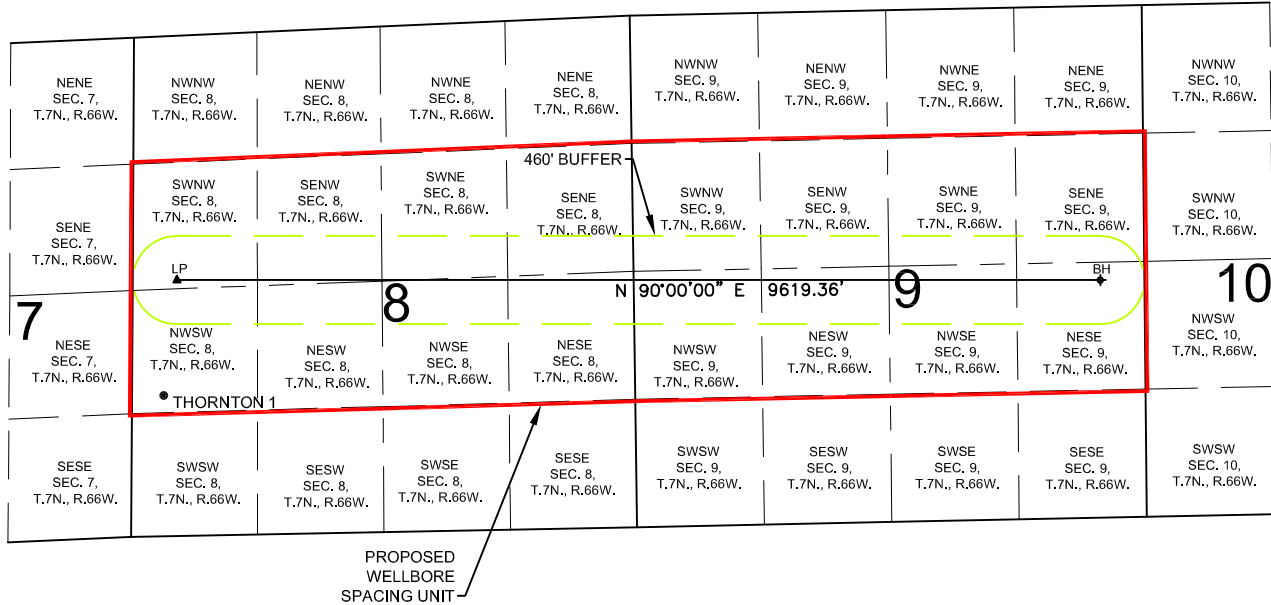 NENE
SEC. 7,
T.7N., R.66W.
NWNW
SEC. 8,
T.7N., R.66W.
NENW
SEC. 8,
T.7N., R.66W.
NWNE
SEC. 8,
T.7N., R.66W.
NENE
SEC. 8,
T.7N., R.66W.
NWNW
SEC. 9,
T.7N., R.66W.
NENW
SEC. 9,
T.7N., R.66W.
NWNE
SEC. 9,
T.7N., R.66W.
NENE
SEC. 9,
T.7N., R.66W.
NWNW
SEC. 10,
T.7N., R.66W.
460' BUFFER
SENE
SEC. 7,
T.7N., R.66W.
SWNW
SEC. 8,
T.7N., R.66W.
SENW
SEC. 8,
T.7N., R.66W.
SWNE
SEC. 8,
T.7N., R.66W.
SENE
SEC. 8,
T.7N., R.66W.
SWNW
SEC. 9,
T.7N., R.66W.
SENW
SEC. 9,
T.7N., R.66W.
SWNE
SEC. 9,
T.7N., R.66W.
SENE
SEC. 9,
T.7N., R.66W.
SWNW
SEC. 10,
T.7N., R.66W.
LP
BH
N 90°00'00" E 9619.36'
7
8
9
10
NESE
SEC. 7,
T.7N., R.66W.
NWSW
SEC. 8,
T.7N., R.66W.
NESW
SEC. 8,
T.7N., R.66W.
NWSE
SEC. 8,
T.7N., R.66W.
NESE
SEC. 8,
T.7N., R.66W.
NWSW
SEC. 9,
T.7N., R.66W.
NESW
SEC. 9,
T.7N., R.66W.
NWSE
SEC. 9,
T.7N., R.66W.
NESE
SEC. 9,
T.7N., R.66W.
NWSW
SEC. 10,
T.7N., R.66W.
THORNTON 1
SESE
SEC. 7,
T.7N., R.66W.
SWSW
SEC. 8,
T.7N., R.66W.
SESW
SEC. 8,
T.7N., R.66W.
SWSE
SEC. 8,
T.7N., R.66W.
SESE
SEC. 8,
T.7N., R.66W.
SWSW
SEC. 9,
T.7N., R.66W.
SESW
SEC. 9,
T.7N., R.66W.
SWSE
SEC. 9,
T.7N., R.66W.
SESE
SEC. 9,
T.7N., R.66W.
SWSW
SEC. 10,
T.7N., R.66W.
PROPOSED
WELLBORE
SPACING UNIT